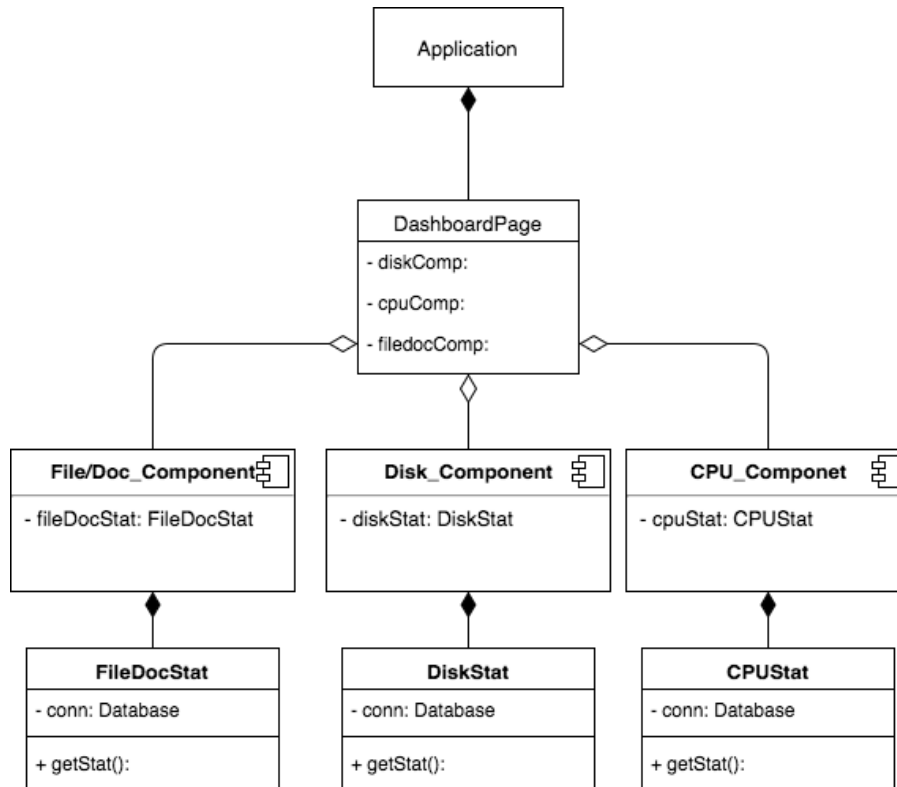 Application
DashboardPage
- diskComp:
- cpuComp:
- filedocComp:
File/Doc_Component
- fileDocStat: FileDocStat
Disk_Component
- diskStat: DiskStat
CPU_Componet
- cpuStat: CPUStat
FileDocStat
- conn: Database
+ getStat():
DiskStat
- conn: Database
+ getStat():
CPUStat
- conn: Database
+ getStat():